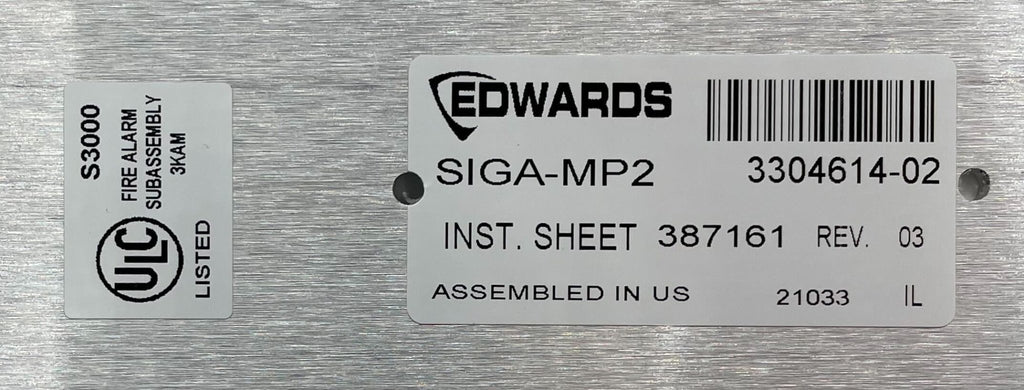 S3000
FIRE ALARM
SUBASSEMBLY
3KAM
ULC
LISTED
EDWARDS
SIGA-MP2 3304614-02
INST. SHEET 387161 REV. 03
ASSEMBLED IN US 21033 IL